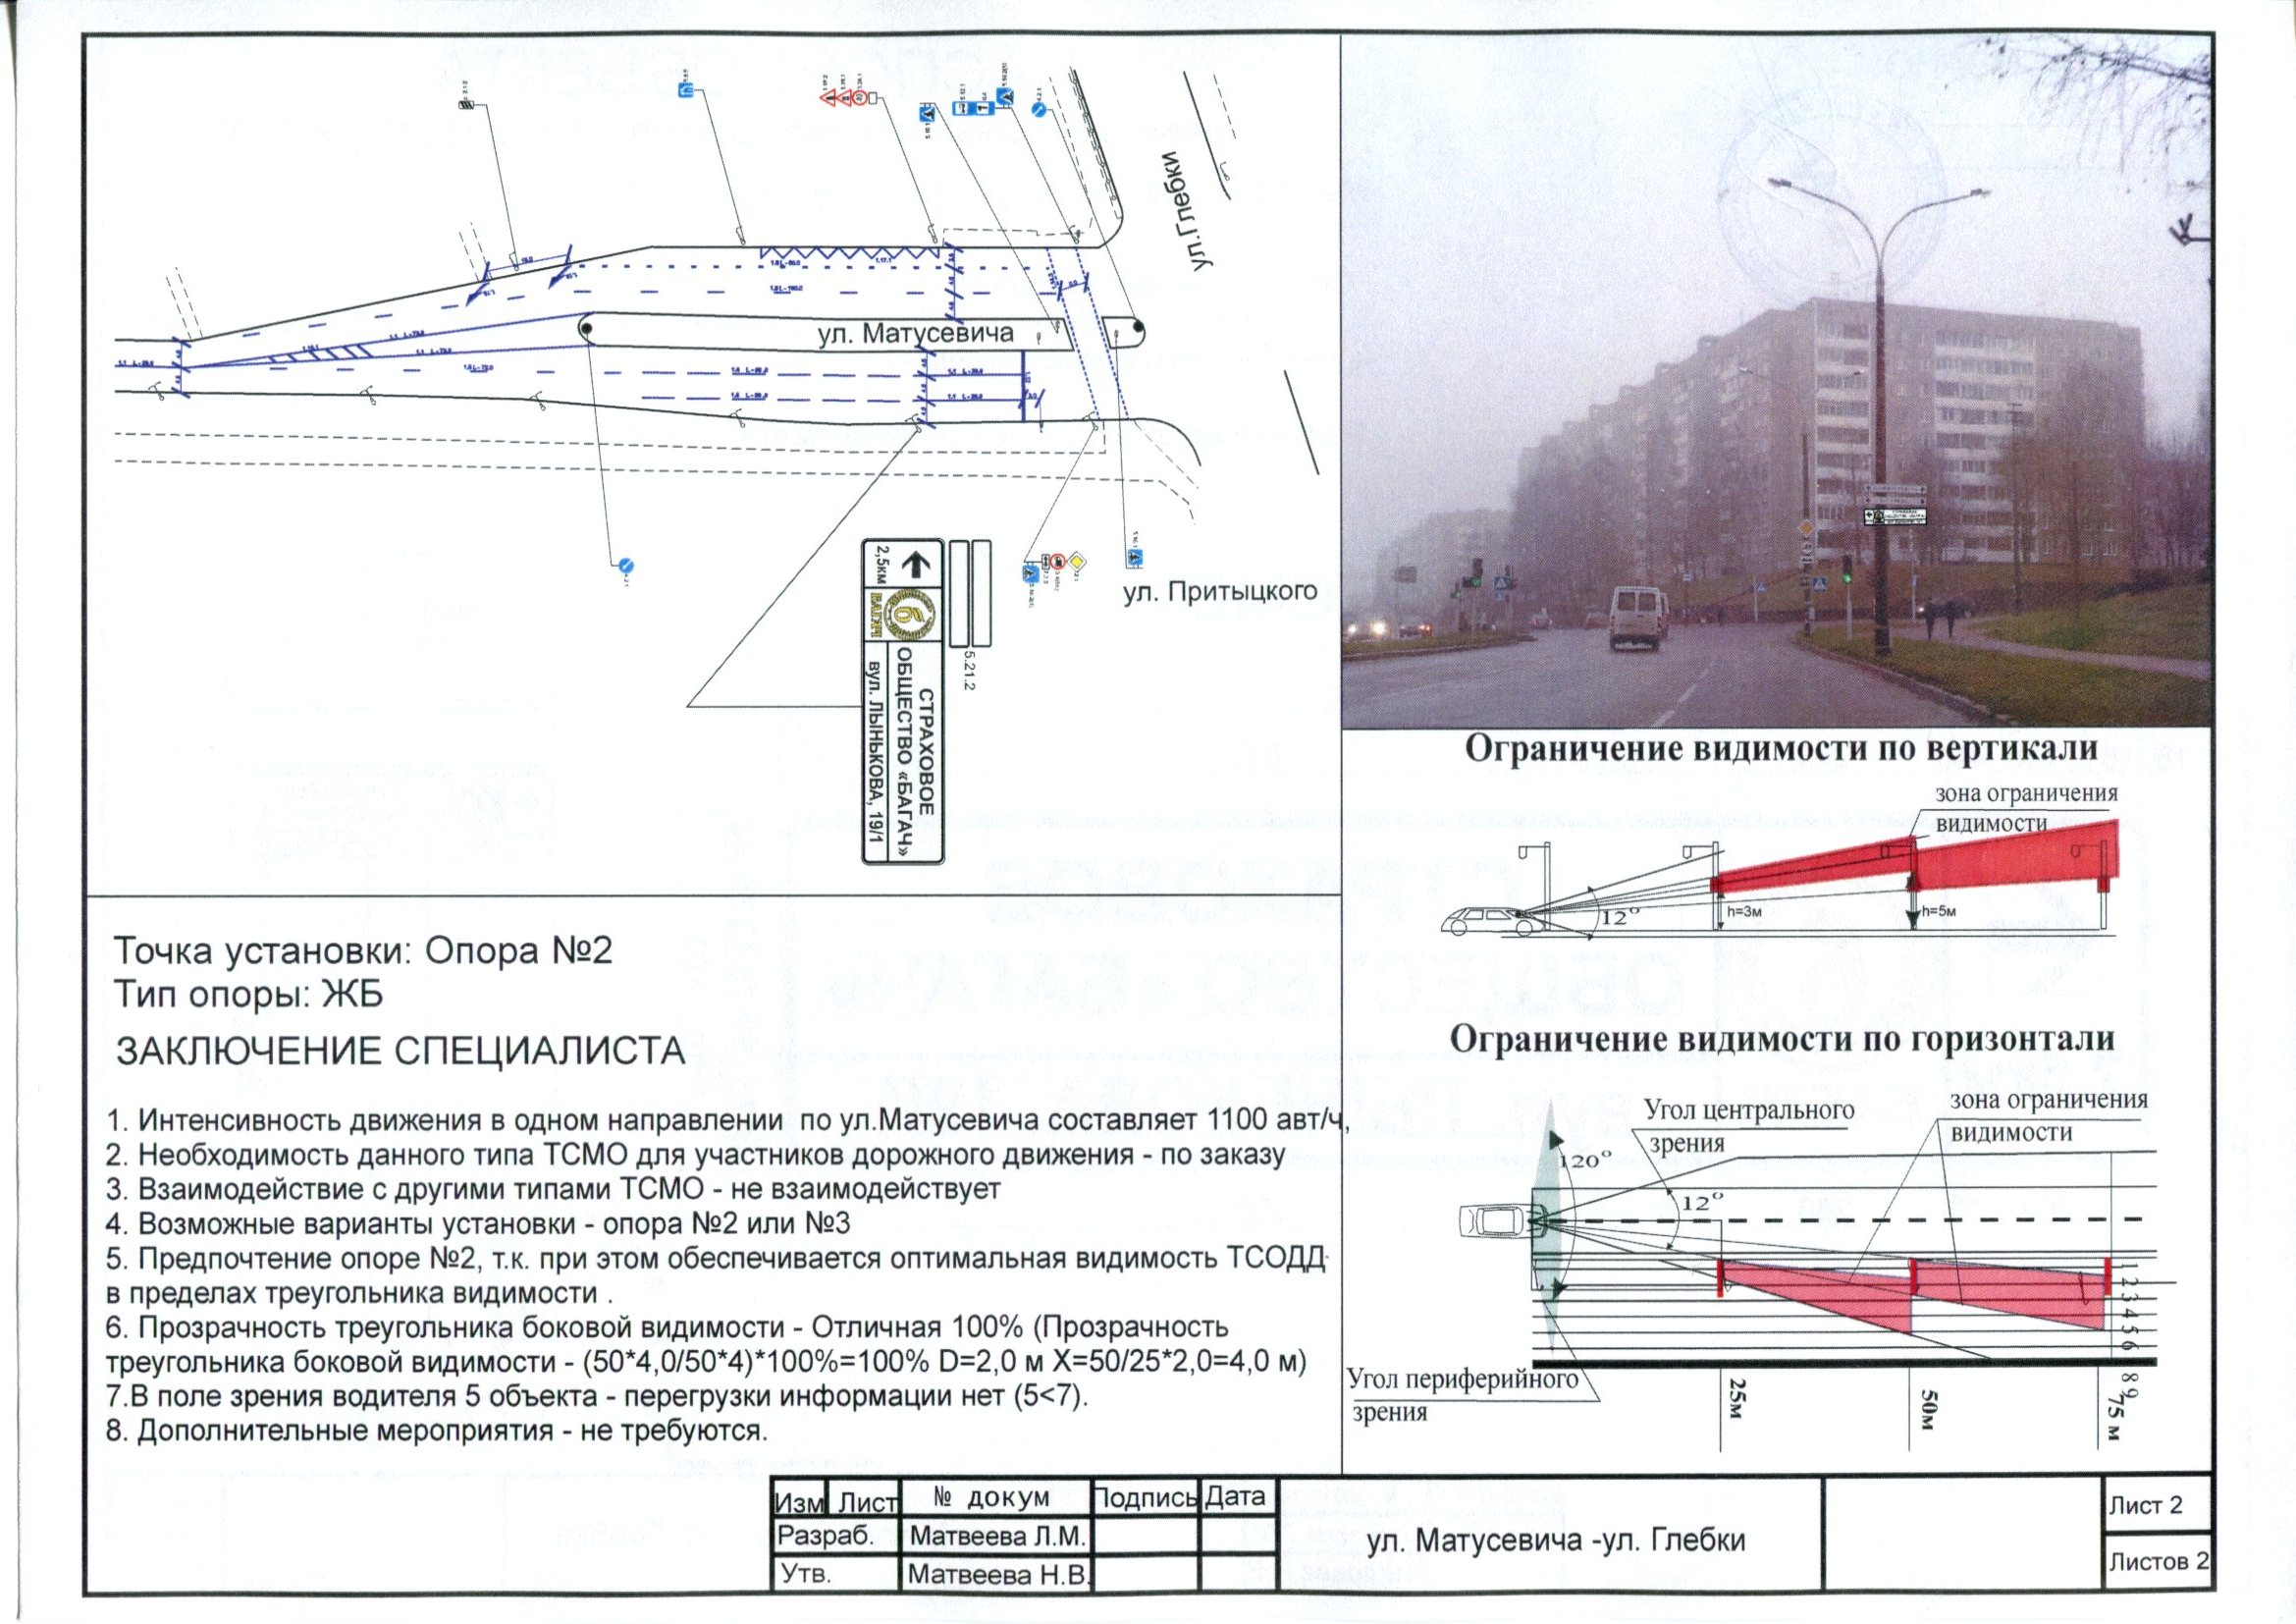 ул.Глебки
ул. Матусевича
ул. Притыцкого
5.21.2
2,5км
БАГАЧ
СТРАХОВОЕ
ОБЩЕСТВО «БАГАЧ»
вул. ЛЫНЬКОВА, 19/1
Точка установки: Опора №2
Тип опоры: ЖБ
ЗАКЛЮЧЕНИЕ СПЕЦИАЛИСТА
1. Интенсивность движения в одном направлении по ул.Матусевича составляет 1100 авт/ч,
2. Необходимость данного типа ТСМО для участников дорожного движения - по заказу
3. Взаимодействие с другими типами ТСМО - не взаимодействует
4. Возможные варианты установки - опора №2 или №3
5. Предпочтение опоре №2, т.к. при этом обеспечивается оптимальная видимость ТСОДД
в пределах треугольника видимости .
6. Прозрачность треугольника боковой видимости - Отличная 100% (Прозрачность
треугольника боковой видимости - (50*4,0/50*4)*100%=100% D=2,0 м X=50/25*2,0=4,0 м)
7.В поле зрения водителя 5 объекта - перегрузки информации нет (5<7).
8. Дополнительные мероприятия - не требуются.
Ограничение видимости по вертикали
зона ограничения
видимости
12°
h=3м
h=5м
Ограничение видимости по горизонтали
Угол центрального
зрения
зона ограничения
видимости
120°
12°
Угол периферийного
зрения
1 2 3 4 5 6
8 9
25м
50м
75 м
Изм Лист № докум Подпись Дата
Разраб. Матвеева Л.М.
Утв. Матвеева Н.В.
ул. Матусевича -ул. Глебки
Лист 2
Листов 2